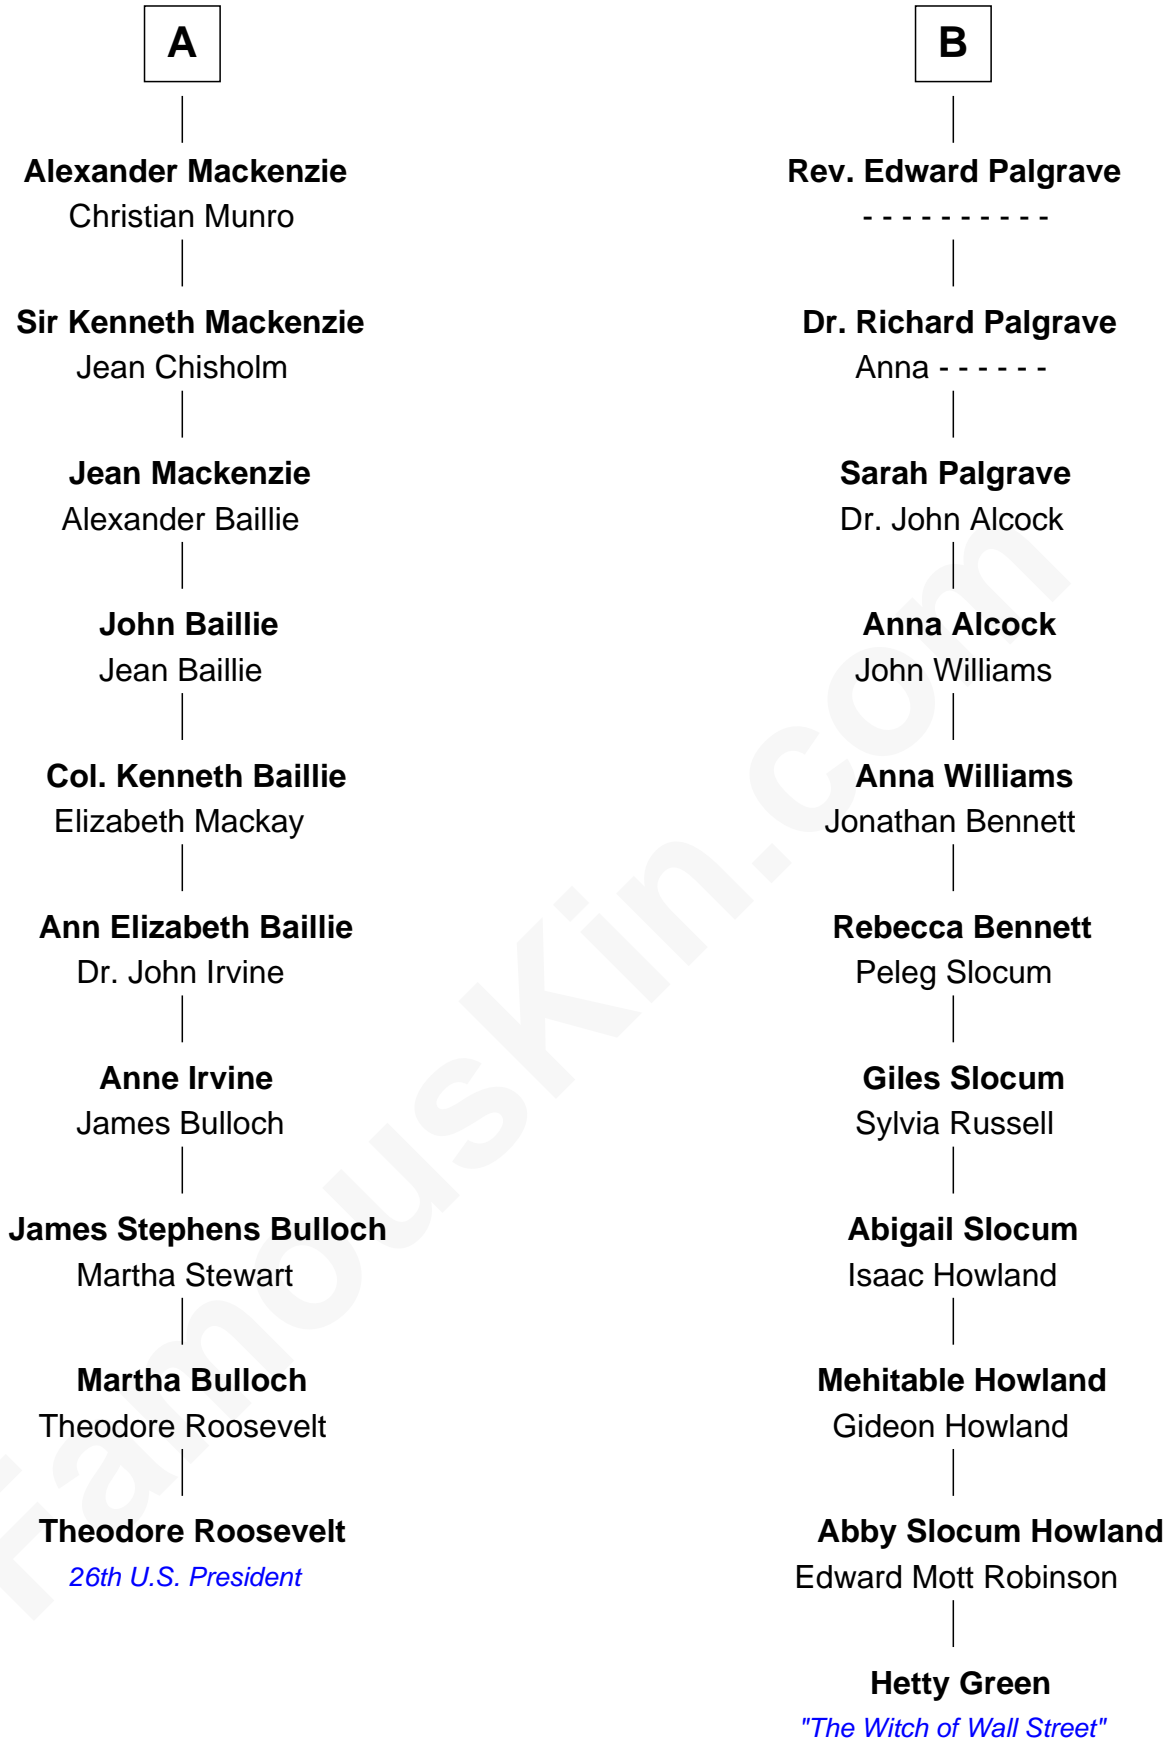 A
Alexander Mackenzie
Christian Munro
Sir Kenneth Mackenzie
Jean Chisholm
Jean Mackenzie
Alexander Baillie
John Baillie
Jean Baillie
Col. Kenneth Baillie
Elizabeth Mackay
Ann Elizabeth Baillie
Dr. John Irvine
Anne Irvine
James Bulloch
James Stephens Bulloch
Martha Stewart
Martha Bulloch
Theodore Roosevelt
Theodore Roosevelt
26th U.S. President
B
Rev. Edward Palgrave
- - - - - - - - - -
Dr. Richard Palgrave
Anna - - - - - -
Sarah Palgrave
Dr. John Alcock
Anna Alcock
John Williams
Anna Williams
Jonathan Bennett
Rebecca Bennett
Peleg Slocum
Giles Slocum
Sylvia Russell
Abigail Slocum
Isaac Howland
Mehitable Howland
Gideon Howland
Abby Slocum Howland
Edward Mott Robinson
Hetty Green
"The Witch of Wall Street"
FamousKin.com